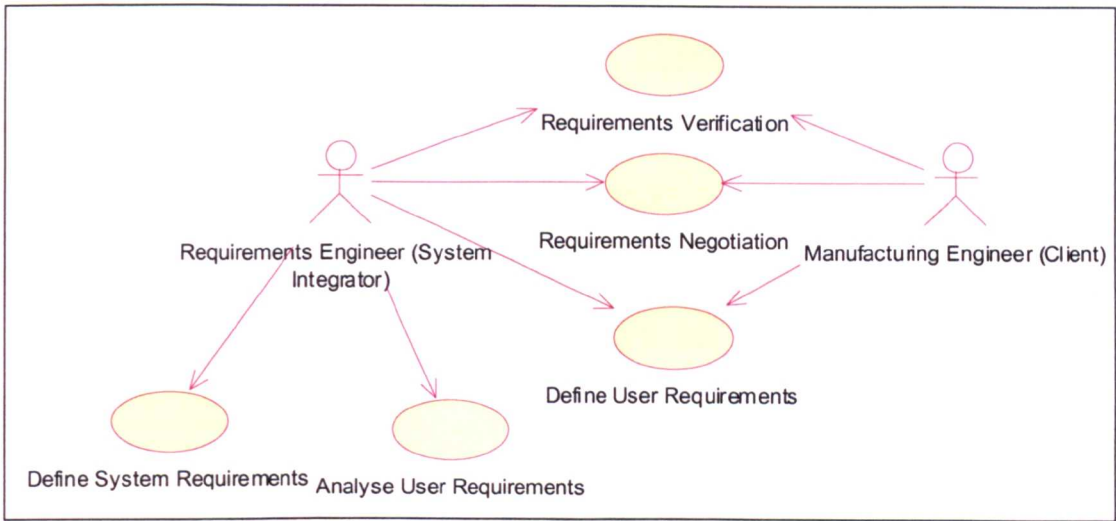 Requirements Verification
Requirements Negotiation
Requirements Engineer (System
Integrator)
Manufacturing Engineer (Client)
Define User Requirements
Define System Requirements
Analyse User Requirements